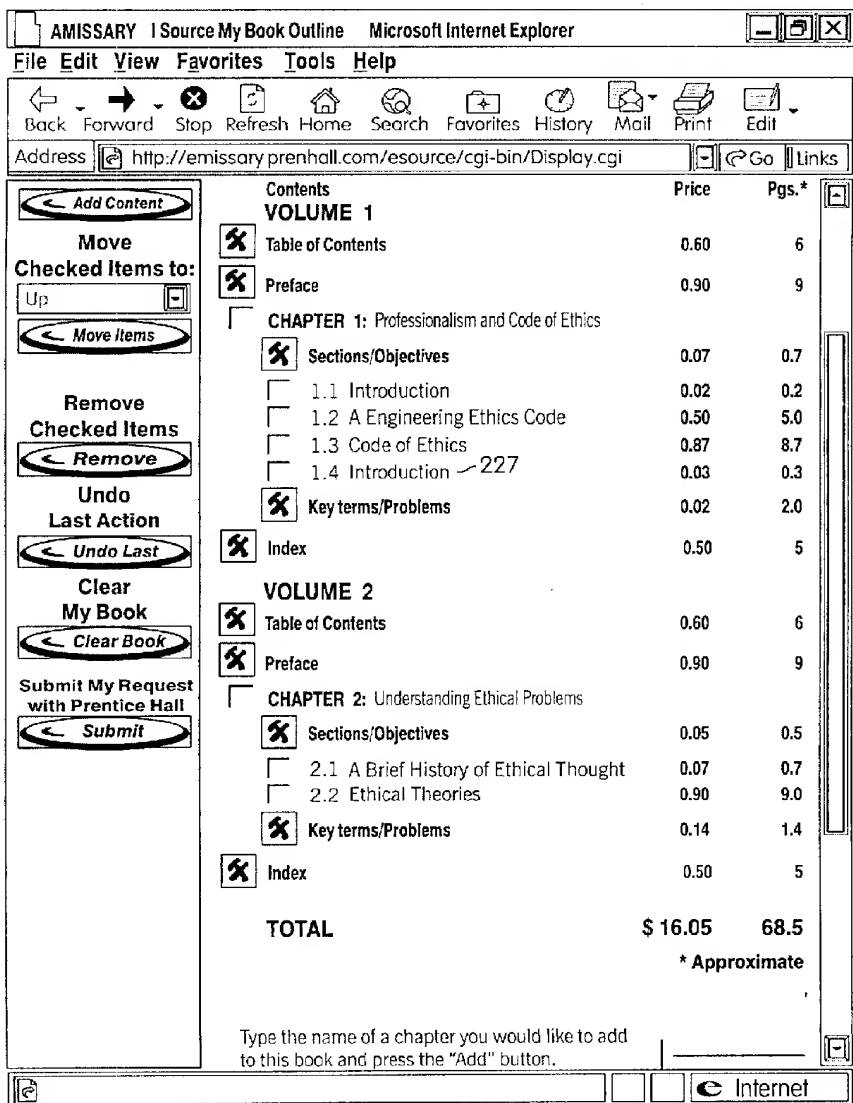 AMISSARY I Source My Book Outline Microsoft Internet Explorer
File Edit View Favorites Tools Help
Back Forward Stop Refresh Home Search Favorites History Mail Print Edit
Address http://emissary prenhall.com/esource/cgi-bin/Display.cgi Go Links
Add Content
Move
Checked Items to:
Up
Move Items
Remove
Checked Items
Remove
Undo
Last Action
Undo Last
Clear
My Book
Clear Book
Submit My Request
with Prentice Hall
Submit
Contents Price Pgs.*
VOLUME 1
Table of Contents 0.60 6
Preface 0.90 9
CHAPTER 1: Professionalism and Code of Ethics
Sections/Objectives 0.07 0.7
1.1 Introduction 0.02 0.2
1.2 A Engineering Ethics Code 0.50 5.0
1.3 Code of Ethics 0.87 8.7
1.4 Introduction 227 0.03 0.3
Key terms/Problems 0.02 2.0
Index 0.50 5
VOLUME 2
Table of Contents 0.60 6
Preface 0.90 9
CHAPTER 2: Understanding Ethical Problems
Sections/Objectives 0.05 0.5
2.1 A Brief History of Ethical Thought 0.07 0.7
2.2 Ethical Theories 0.90 9.0
Key terms/Problems 0.14 1.4
Index 0.50 5
TOTAL $ 16.05 68.5
* Approximate
Type the name of a chapter you would like to add
to this book and press the "Add" button.
Internet